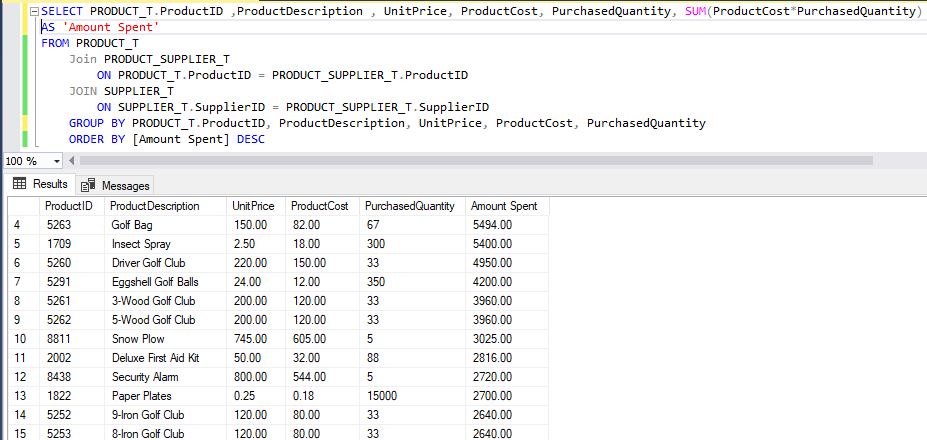 SELECT PRODUCT_T.ProductID ,ProductDescription , UnitPrice, ProductCost, PurchasedQuantity, SUM(ProductCost*PurchasedQuantity)
AS 'Amount Spent'
FROM PRODUCT_T
Join PRODUCT_SUPPLIER_T
ON PRODUCT_T.ProductID = PRODUCT_SUPPLIER_T.ProductID
JOIN SUPPLIER_T
ON SUPPLIER_T.SupplierID = PRODUCT_SUPPLIER_T.SupplierID
GROUP BY PRODUCT_T.ProductID, ProductDescription, UnitPrice, ProductCost, PurchasedQuantity
ORDER BY [Amount Spent] DESC
100 %
Results Messages
ProductID ProductDescription UnitPrice ProductCost PurchasedQuantity Amount Spent
4 5263 Golf Bag 150.00 82.00 67 5494.00
5 1709 Insect Spray 2.50 18.00 300 5400.00
6 5260 Driver Golf Club 220.00 150.00 33 4950.00
7 5291 Eggshell Golf Balls 24.00 12.00 350 4200.00
8 5261 3-Wood Golf Club 200.00 120.00 33 3960.00
9 5262 5-Wood Golf Club 200.00 120.00 33 3960.00
10 8811 Snow Plow 745.00 605.00 5 3025.00
11 2002 Deluxe First Aid Kit 50.00 32.00 88 2816.00
12 8438 Security Alarm 800.00 544.00 5 2720.00
13 1822 Paper Plates 0.25 0.18 15000 2700.00
14 5252 9-Iron Golf Club 120.00 80.00 33 2640.00
15 5253 8-Iron Golf Club 120.00 80.00 33 2640.00